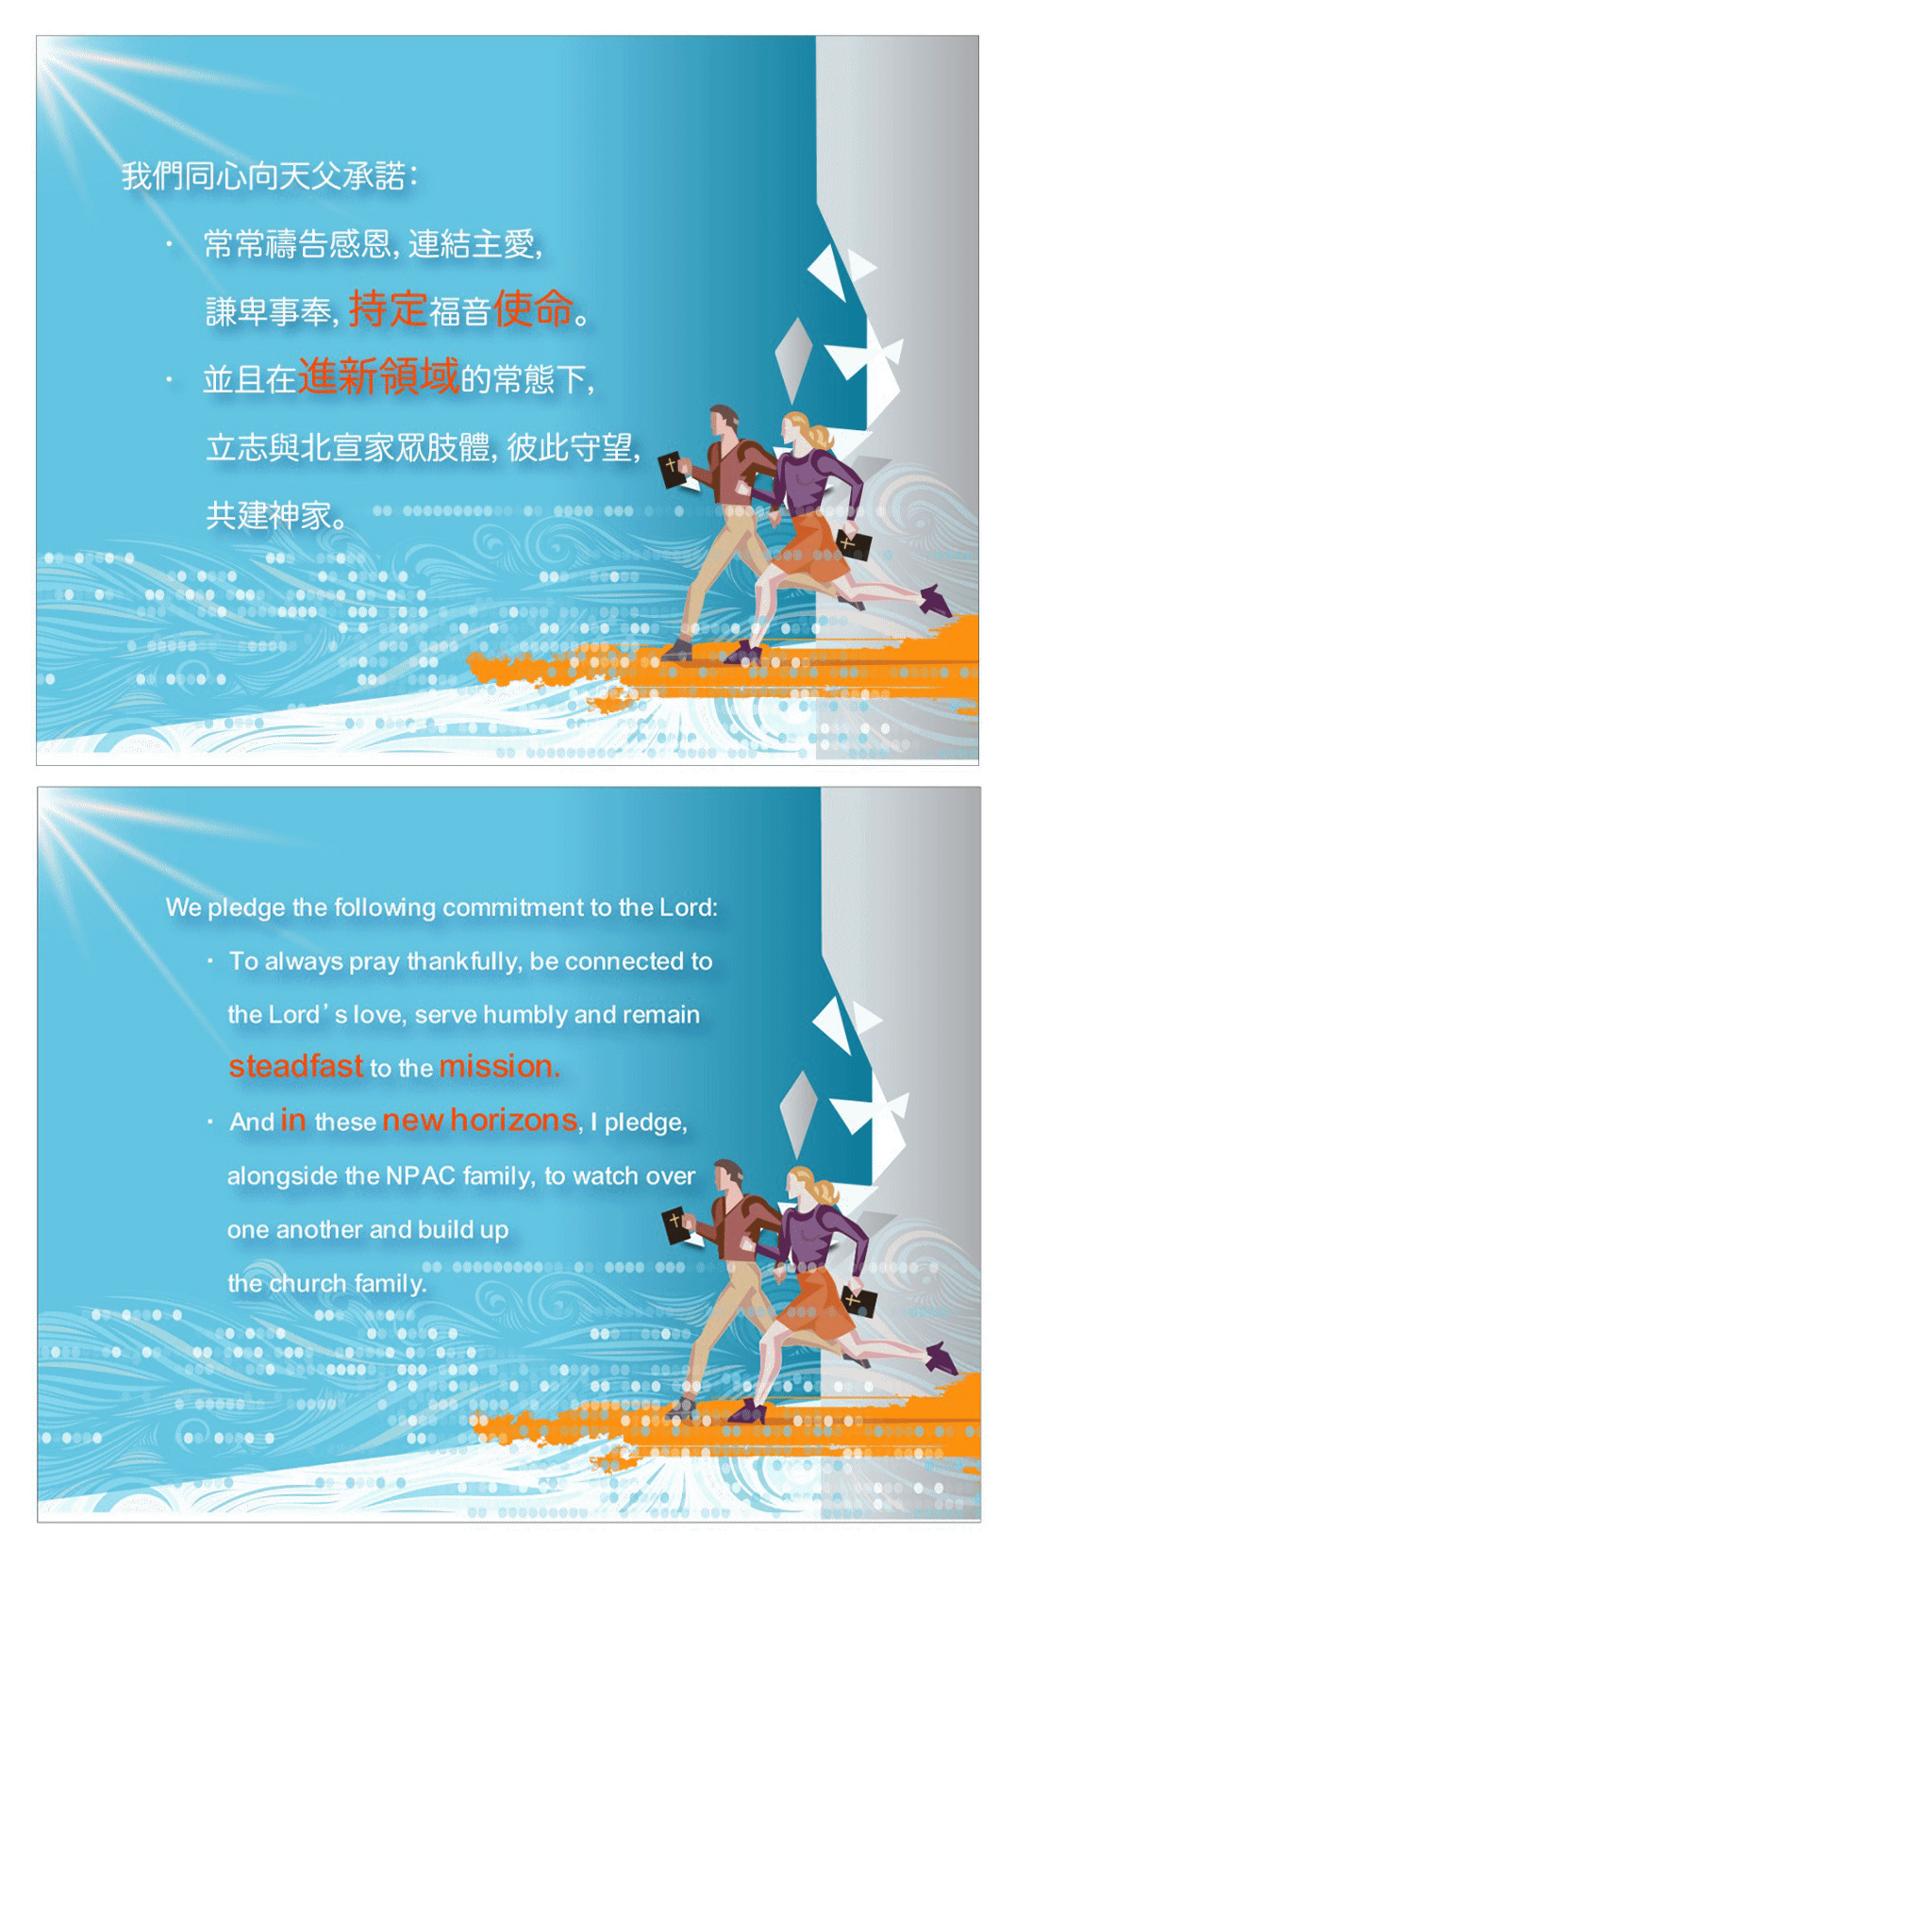 我們同心向天父承諾：
· 常常禱告感恩，連結主愛，
謙卑事奉，持定福音使命。
· 並且在進新領域的常態下，
立志與北宣家眾肢體，彼此守望，
共建神家。
We pledge the following commitment to the Lord:
· To always pray thankfully, be connected to
the Lord’s love, serve humbly and remain
steadfast to the mission.
· And in these new horizons, I pledge,
alongside the NPAC family, to watch over
one another and build up
the church family.